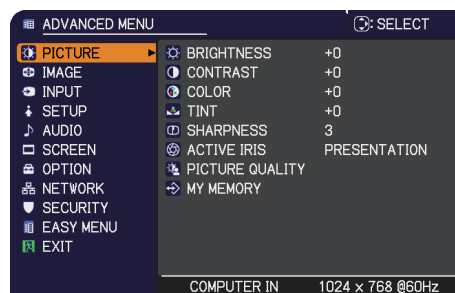 ADVANCED MENU : SELECT
PICTURE BRIGHTNESS +0
IMAGE CONTRAST +0
INPUT COLOR +0
SETUP TINT +0
AUDIO SHARPNESS 3
SCREEN ACTIVE IRIS PRESENTATION
OPTION PICTURE QUALITY
NETWORK MY MEMORY
SECURITY
EASY MENU
EXIT
COMPUTER IN 1024 x 768 @60Hz